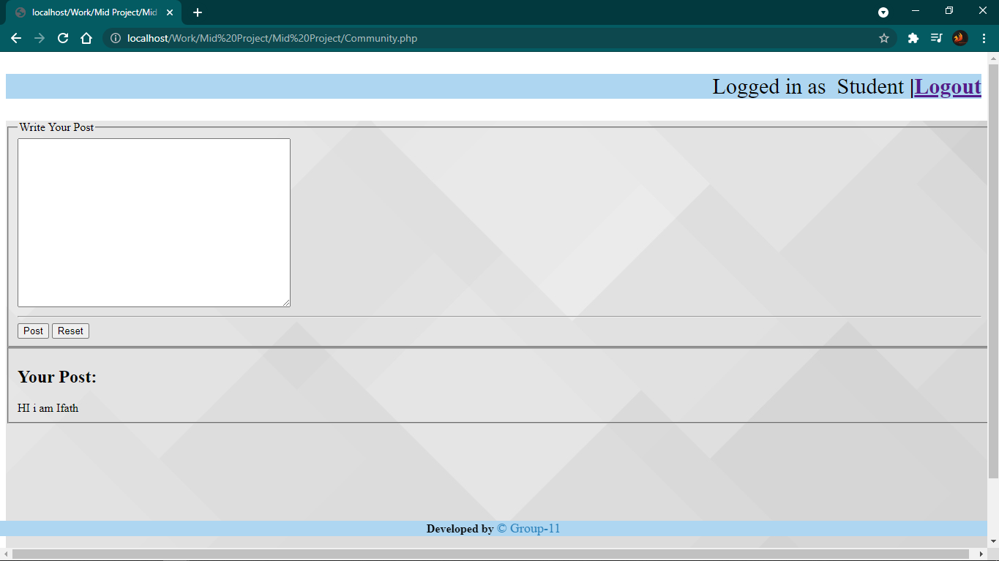 localhost/Work/Mid Project/Mid
localhost/Work/Mid%20Project/Mid%20Project/Community.php
Logged in as  Student |Logout
Write Your Post
Post Reset
Your Post:
HI i am Ifath
Developed by © Group-11